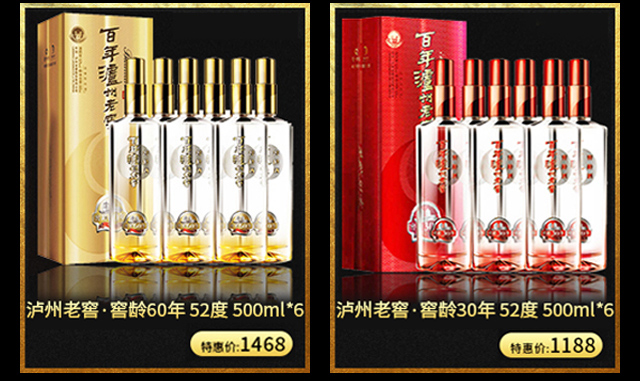 百年泸州老窖
泸州老窖·窖龄60年 52度 500ml*6
特惠价:1468
百年泸州老窖
泸州老窖·窖龄30年 52度 500ml*6
特惠价:1188